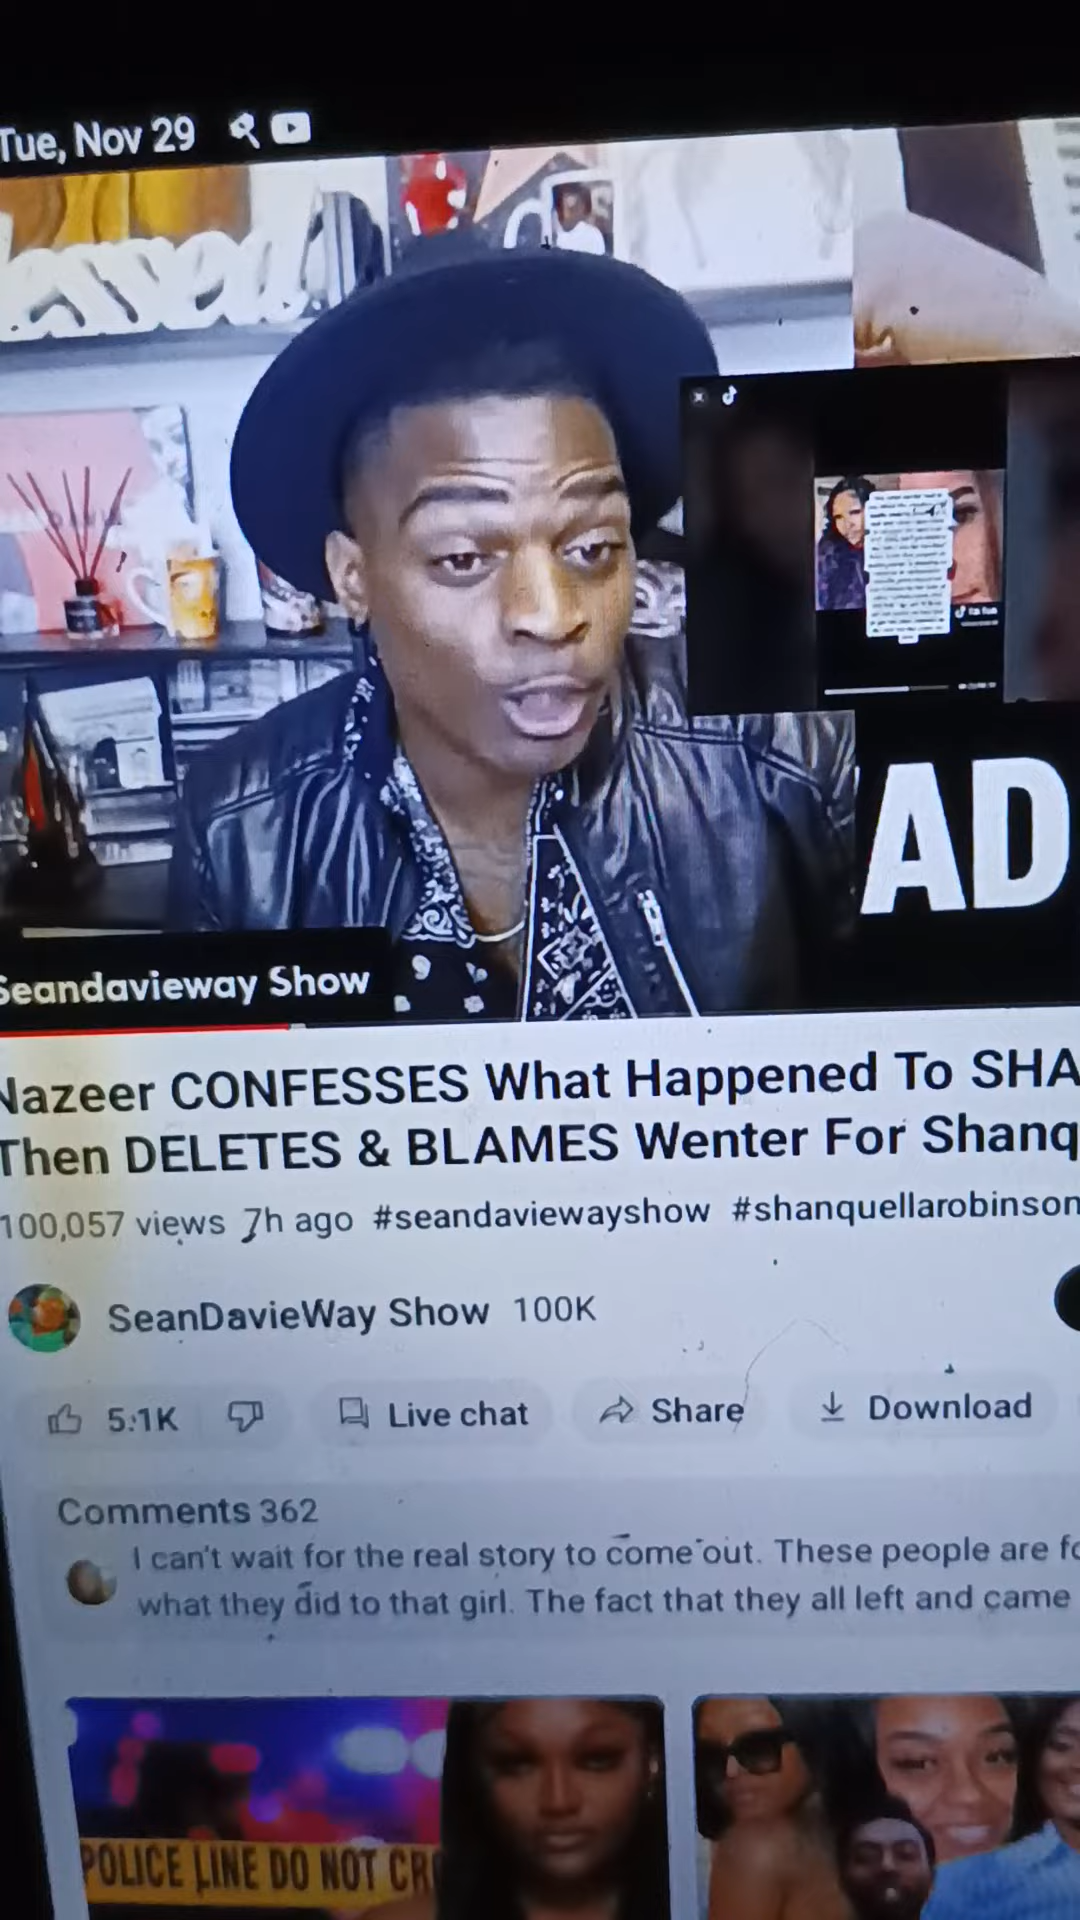 Tue, Nov 29
essed
AD
Seandavieway Show
Nazeer CONFESSES What Happened To SHA
Then DELETES & BLAMES Wenter For Shanq
100,057 views 7h ago #seandaviewayshow #shanquellarobinson
SeanDavieWay Show 100K
5.1K
Live chat
Share
Download
Comments 362
I can't wait for the real story to come out. These people are fo
what they did to that girl. The fact that they all left and came
POLICE LINE DO NOT CR